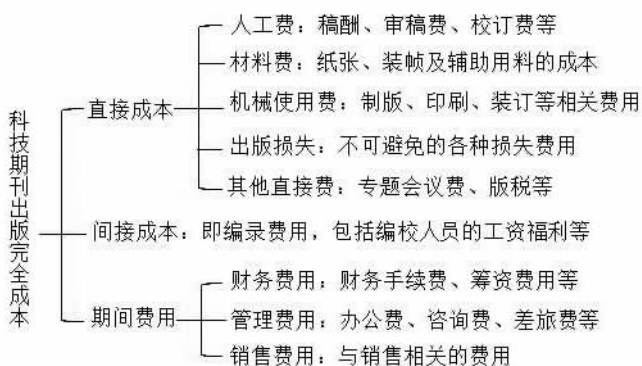 科技期刊出版完全成本
直接成本
人工费：稿酬、审稿费、校订费等
材料费：纸张、装帧及辅助用料的成本
机械使用费：制版、印刷、装订等相关费用
出版损失：不可避免的各种损失费用
其他直接费：专题会议费、版税等
间接成本：即编录费用，包括编校人员的工资福利等
期间费用
财务费用：财务手续费、筹资费用等
管理费用：办公费、咨询费、差旅费等
销售费用：与销售相关的费用